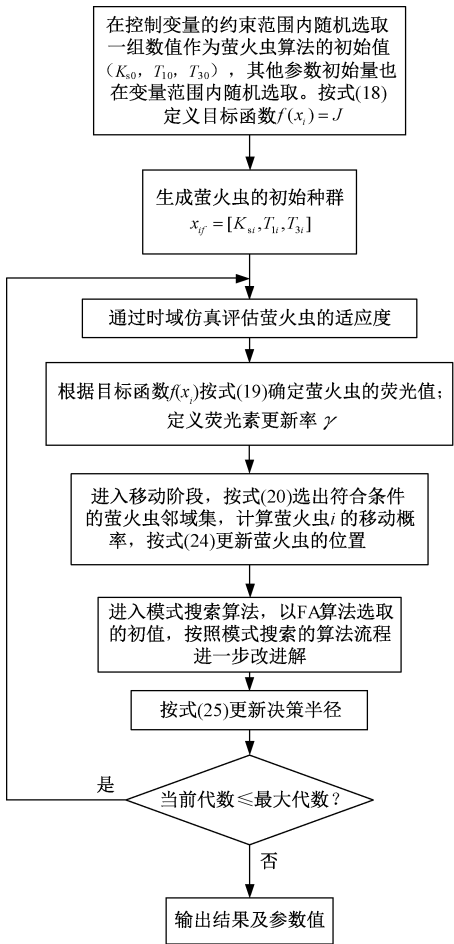 在控制变量的约束范围内随机选取
一组数值作为萤火虫算法的初始值
（Ks0，T10，T30），其他参数初始量也
在变量范围内随机选取。按式(18)
定义目标函数f(xi)=J
生成萤火虫的初始种群
xif=[Ksi,T1i,T3i]
通过时域仿真评估萤火虫的适应度
根据目标函数f(xi)按式(19)确定萤火虫的荧光值;
定义荧光素更新率 γ
进入移动阶段，按式(20)选出符合条件
的萤火虫邻域集，计算萤火虫i 的移动概
率，按式(24)更新萤火虫的位置
进入模式搜索算法，以FA算法选取
的初值，按照模式搜索的算法流程
进一步改进解
按式(25)更新决策半径
是
当前代数≤最大代数?
否
输出结果及参数值